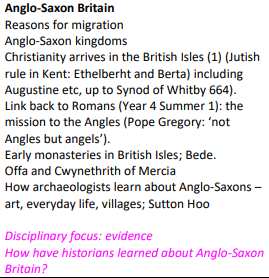 Anglo-Saxon Britain
Reasons for migration
Anglo-Saxon kingdoms
Christianity arrives in the British Isles (1) (Jutish
rule in Kent: Ethelberht and Berta) including
Augustine etc, up to Synod of Whitby 664).
Link back to Romans (Year 4 Summer 1): the
mission to the Angles (Pope Gregory: ‘not
Angles but angels’).
Early monasteries in British Isles; Bede.
Offa and Cwynethrith of Mercia
How archaeologists learn about Anglo-Saxons –
art, everyday life, villages; Sutton Hoo
Disciplinary focus: evidence
How have historians learned about Anglo-Saxon
Britain?